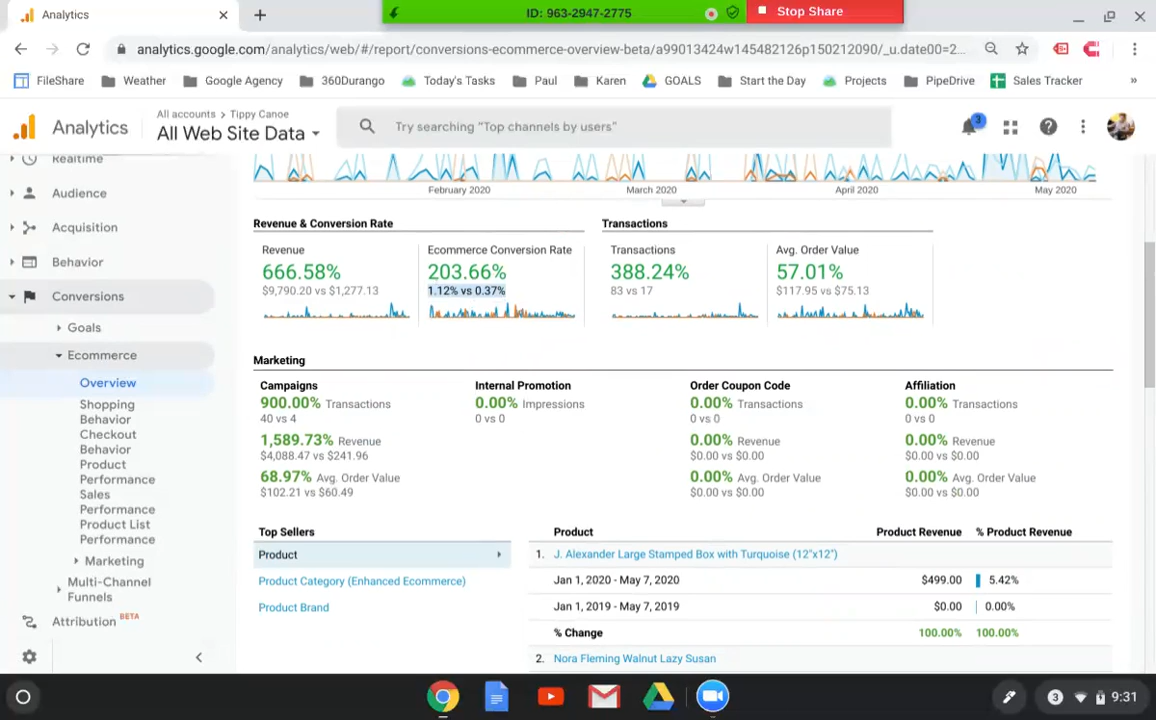 Analytics
ID: 963-2947-2775
Stop Share
analytics.google.com/analytics/web/#/report/conversions-ecommerce-overview-beta/a99013424w145482126p150212090/_u.date00=2...
FileShare
Weather
Google Agency
360Durango
Today's Tasks
Paul
Karen
GOALS
Start the Day
Projects
PipeDrive
Sales Tracker
»
Analytics
All accounts > Tippy Canoe
All Web Site Data
Try searching "Top channels by users"
3
Realtime
Audience
Acquisition
Behavior
Conversions
Goals
Ecommerce
Overview
Shopping
Behavior
Checkout
Behavior
Product
Performance
Sales
Performance
Product List
Performance
Marketing
Multi-Channel
Funnels
Attribution BETA
February 2020
March 2020
April 2020
May 2020
Revenue & Conversion Rate
Transactions
Revenue
666.58%
$9,790.20 vs $1,277.13
Ecommerce Conversion Rate
203.66%
1.12% vs 0.37%
Transactions
388.24%
83 vs 17
Avg. Order Value
57.01%
$117.95 vs $75.13
Marketing
Campaigns
900.00% Transactions
40 vs 4
1,589.73% Revenue
$4,088.47 vs $241.96
68.97% Avg. Order Value
$102.21 vs $60.49
Internal Promotion
0.00% Impressions
0 vs 0
Order Coupon Code
0.00% Transactions
0 vs 0
0.00% Revenue
$0.00 vs $0.00
0.00% Avg. Order Value
$0.00 vs $0.00
Affiliation
0.00% Transactions
0 vs 0
0.00% Revenue
$0.00 vs $0.00
0.00% Avg. Order Value
$0.00 vs $0.00
Top Sellers
Product
Product Category (Enhanced Ecommerce)
Product Brand
Product Product Revenue % Product Revenue
1. J. Alexander Large Stamped Box with Turquoise (12"x12")
Jan 1, 2020 - May 7, 2020 $499.00 5.42%
Jan 1, 2019 - May 7, 2019 $0.00 0.00%
% Change 100.00% 100.00%
2. Nora Fleming Walnut Lazy Susan
3
9:31